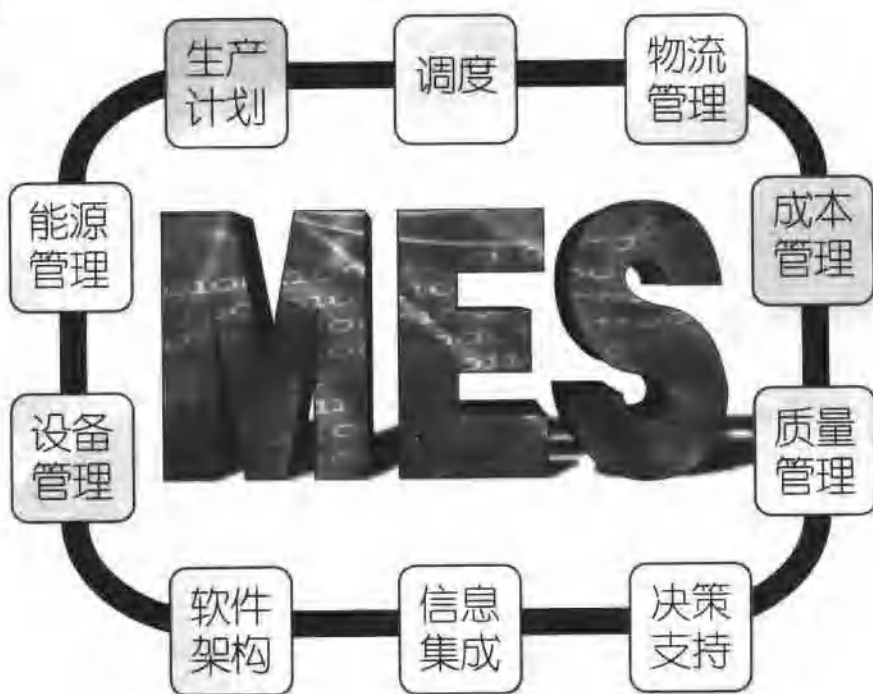 生产
计划
调度
物流
管理
能源
管理
MES
成本
管理
设备
管理
质量
管理
软件
架构
信息
集成
决策
支持